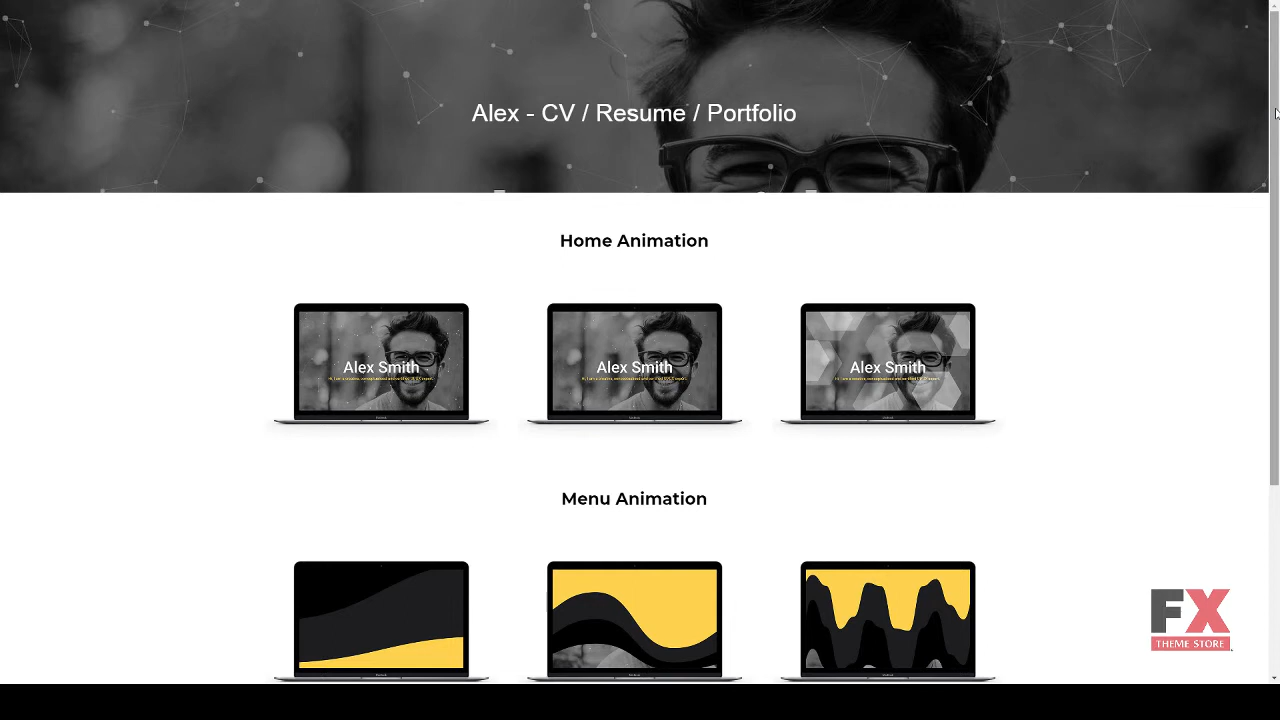 Alex - CV / Resume / Portfolio
Home Animation
Alex Smith
Alex Smith
Alex Smith
Menu Animation
FX
THEME STORE